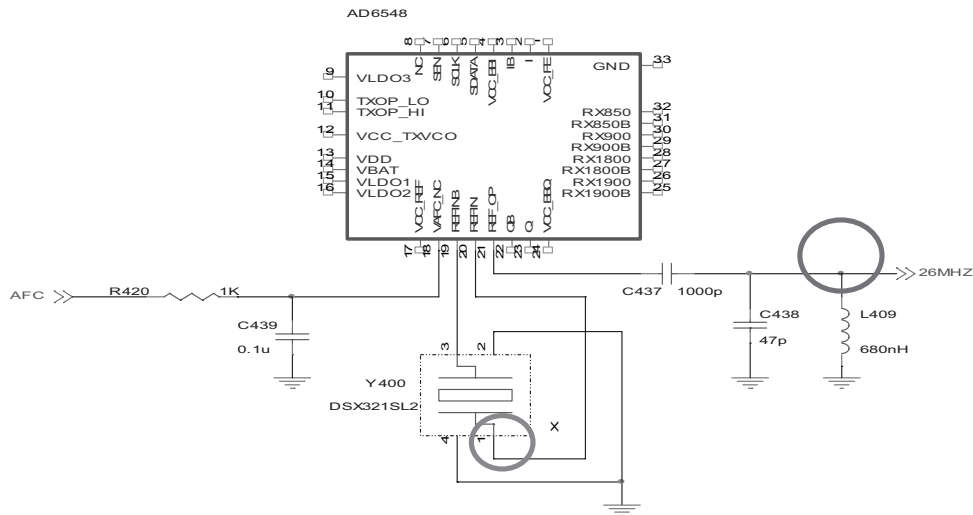 AD6548
8 7 6 5 4 3 2 1
NC SEN SCLK SDATA VCC_BBI IB I VCC_FE
GND 33
9 VLDO3
10 TXOP_LO
11 TXOP_HI
12 VCC_TXVCO
13 VDD
14 VBAT
15 VLDO1
16 VLDO2
RX850 32
RX850B 31
RX900 30
RX900B 29
RX1800 28
RX1800B 27
RX1900 26
RX1900B 25
VCC_REF VAFC_NC REFINB REFIN REF_OP QB Q VCC_BBQ
17 18 19 20 21 22 23 24
AFC R420 1K
C439
0.1u
C437 1000p
26MHZ
C438
47p
L409
680nH
3 2
Y400
DSX321SL2
X
4 1